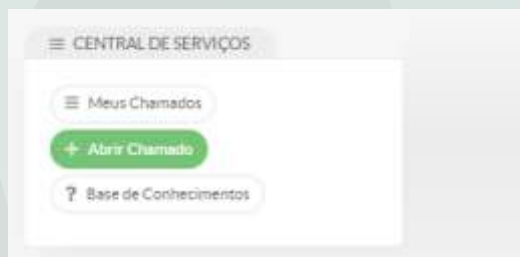 CENTRAL DE SERVIÇOS
Meus Chamados
+ Abrir Chamado
? Base de Conhecimentos